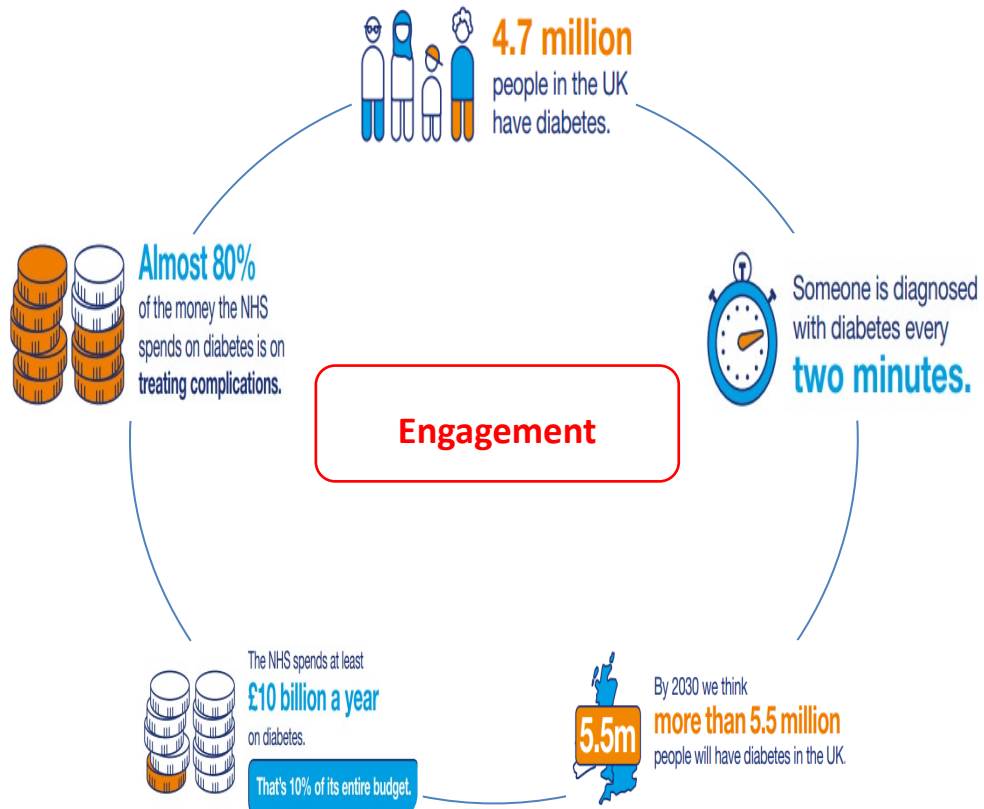 4.7 million
people in the UK
have diabetes.
Someone is diagnosed
with diabetes every
two minutes.
By 2030 we think
5.5m
more than 5.5 million
people will have diabetes in the UK.
The NHS spends at least
£10 billion a year
on diabetes.
That's 10% of its entire budget.
Almost 80%
of the money the NHS
spends on diabetes is on
treating complications.
Engagement